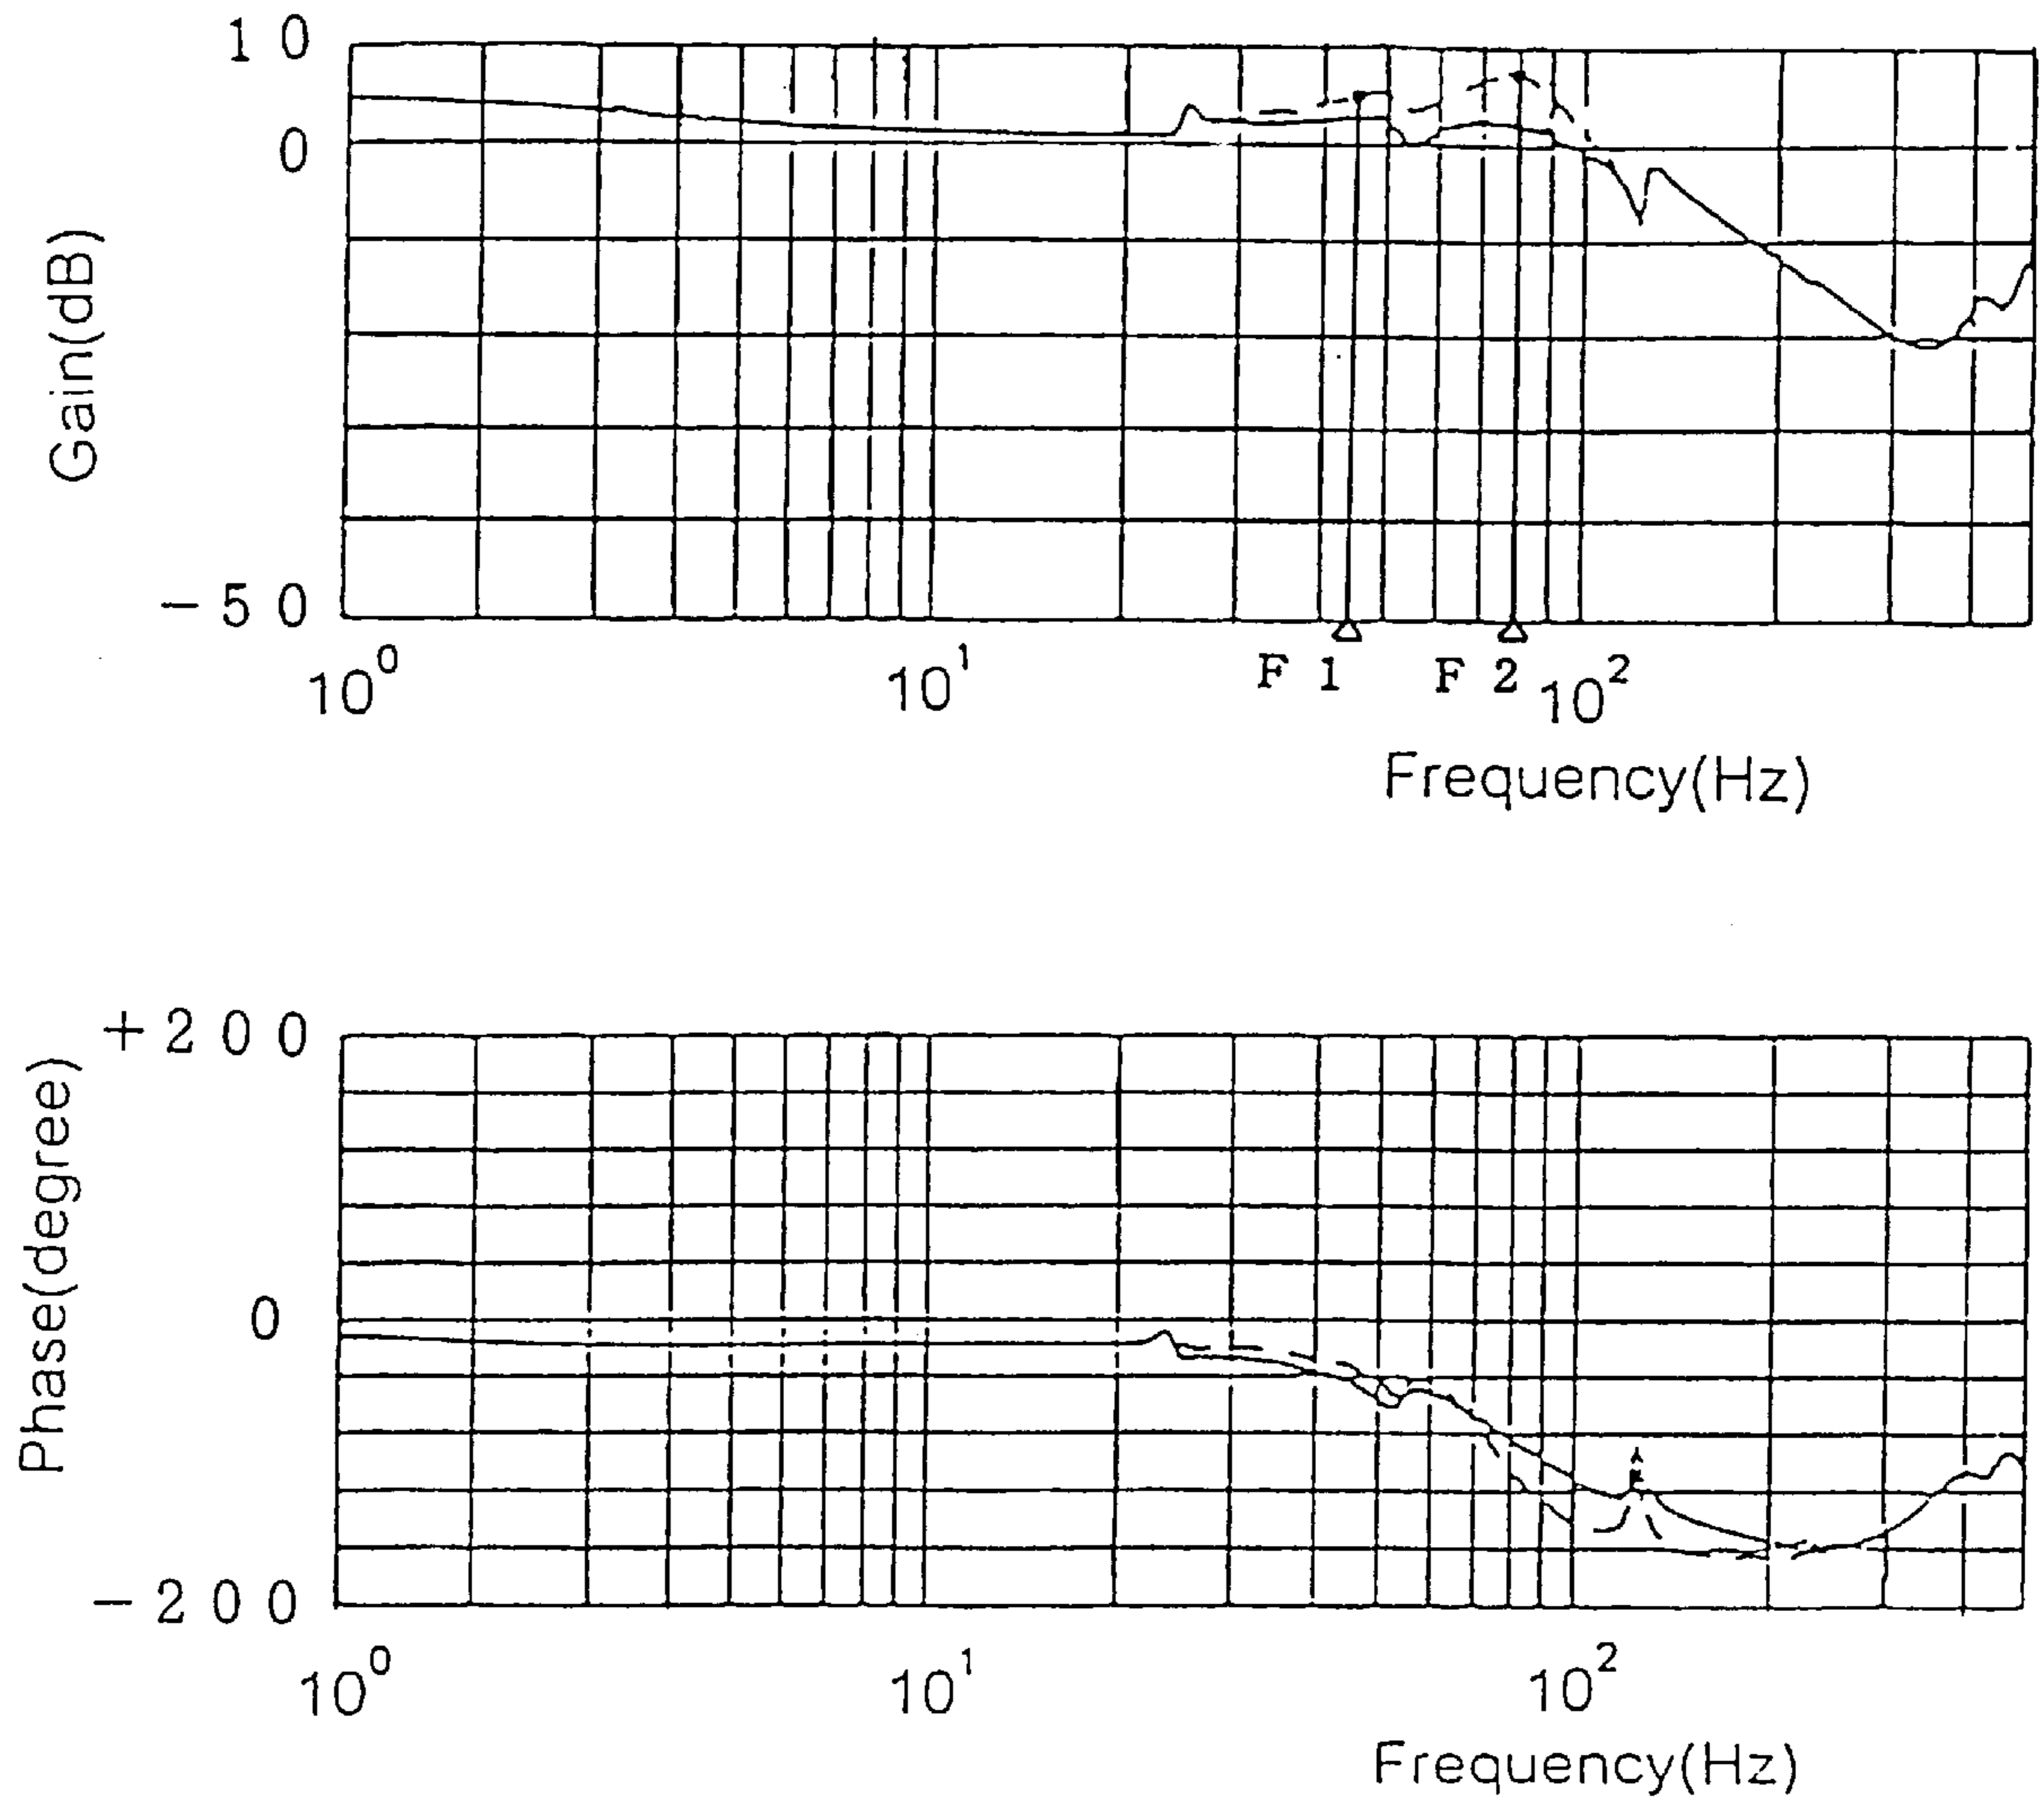 10
0
Gain(dB)
-50
10⁰ 10¹ F 1 F 2 10²
Frequency(Hz)
+200
Phase(degree)
0
-200
10⁰ 10¹ 10²
Frequency(Hz)